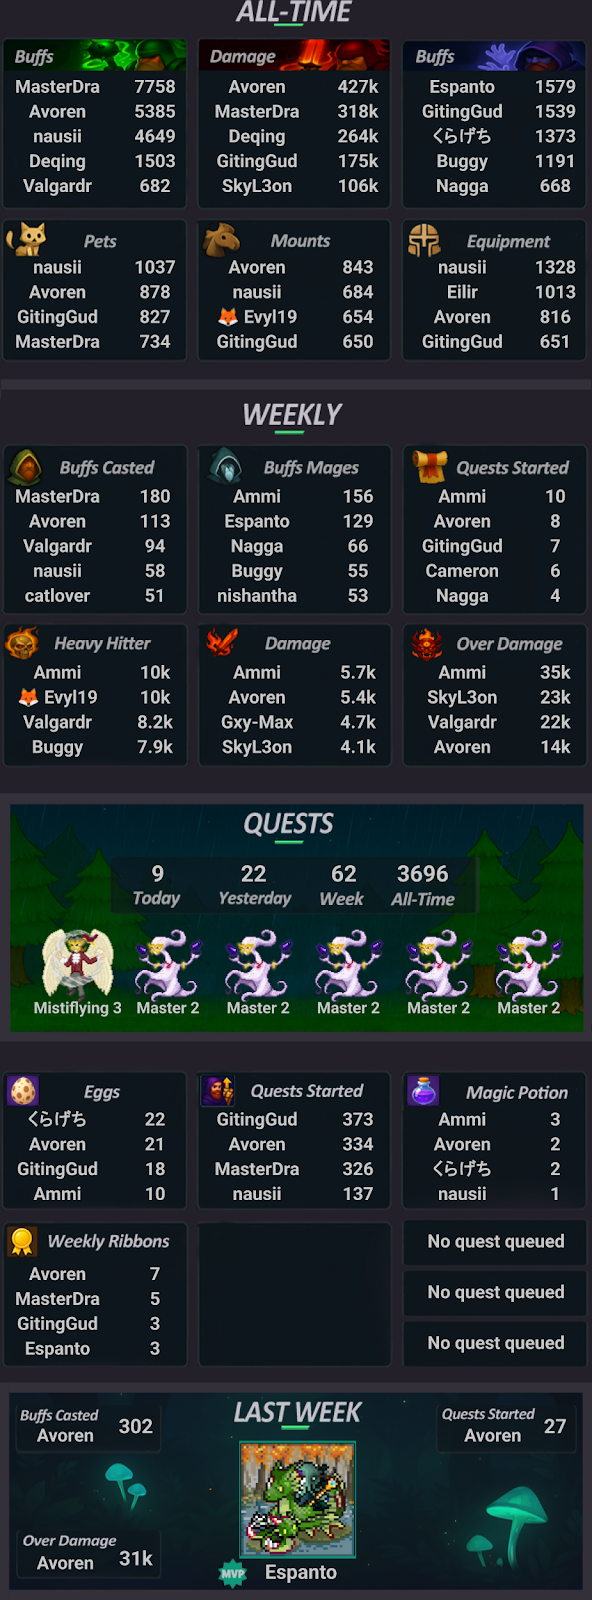 ALL-TIME
Buffs
MasterDra 7758
Avoren 5385
nausii 4649
Deqing 1503
Valgardr 682
Damage
Avoren 427k
MasterDra 318k
Deqing 264k
GitingGud 175k
SkyL3on 106k
Buffs
Espanto 1579
GitingGud 1539
くらげち 1373
Buggy 1191
Nagga 668
Pets
nausii 1037
Avoren 878
GitingGud 827
MasterDra 734
Mounts
Avoren 843
nausii 684
🦊 Evyl19 654
GitingGud 650
Equipment
nausii 1328
Eilir 1013
Avoren 816
GitingGud 651
WEEKLY
Buffs Casted
MasterDra 180
Avoren 113
Valgardr 94
nausii 58
catlover 51
Buffs Mages
Ammi 156
Espanto 129
Nagga 66
Buggy 55
nishantha 53
Quests Started
Ammi 10
Avoren 8
GitingGud 7
Cameron 6
Nagga 4
Heavy Hitter
Ammi 10k
🦊 Evyl19 10k
Valgardr 8.2k
Buggy 7.9k
Damage
Ammi 5.7k
Avoren 5.4k
Gxy-Max 4.7k
SkyL3on 4.1k
Over Damage
Ammi 35k
SkyL3on 23k
Valgardr 22k
Avoren 14k
QUESTS
9 22 62 3696
Today Yesterday Week All-Time
Mistiflying 3 Master 2 Master 2 Master 2 Master 2 Master 2
Eggs
くらげち 22
Avoren 21
GitingGud 18
Ammi 10
Quests Started
GitingGud 373
Avoren 334
MasterDra 326
nausii 137
Magic Potion
Ammi 3
Avoren 2
くらげち 2
nausii 1
Weekly Ribbons
Avoren 7
MasterDra 5
GitingGud 3
Espanto 3
No quest queued
No quest queued
No quest queued
LAST WEEK
Buffs Casted
Avoren 302
Quests Started
Avoren 27
Over Damage
Avoren 31k
MVP Espanto